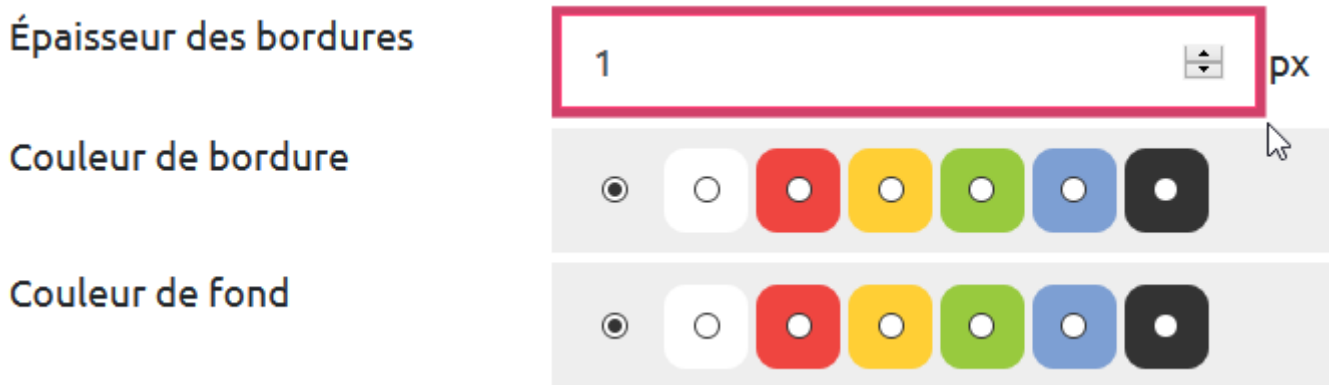 Épaisseur des bordures
1 px
Couleur de bordure
Couleur de fond